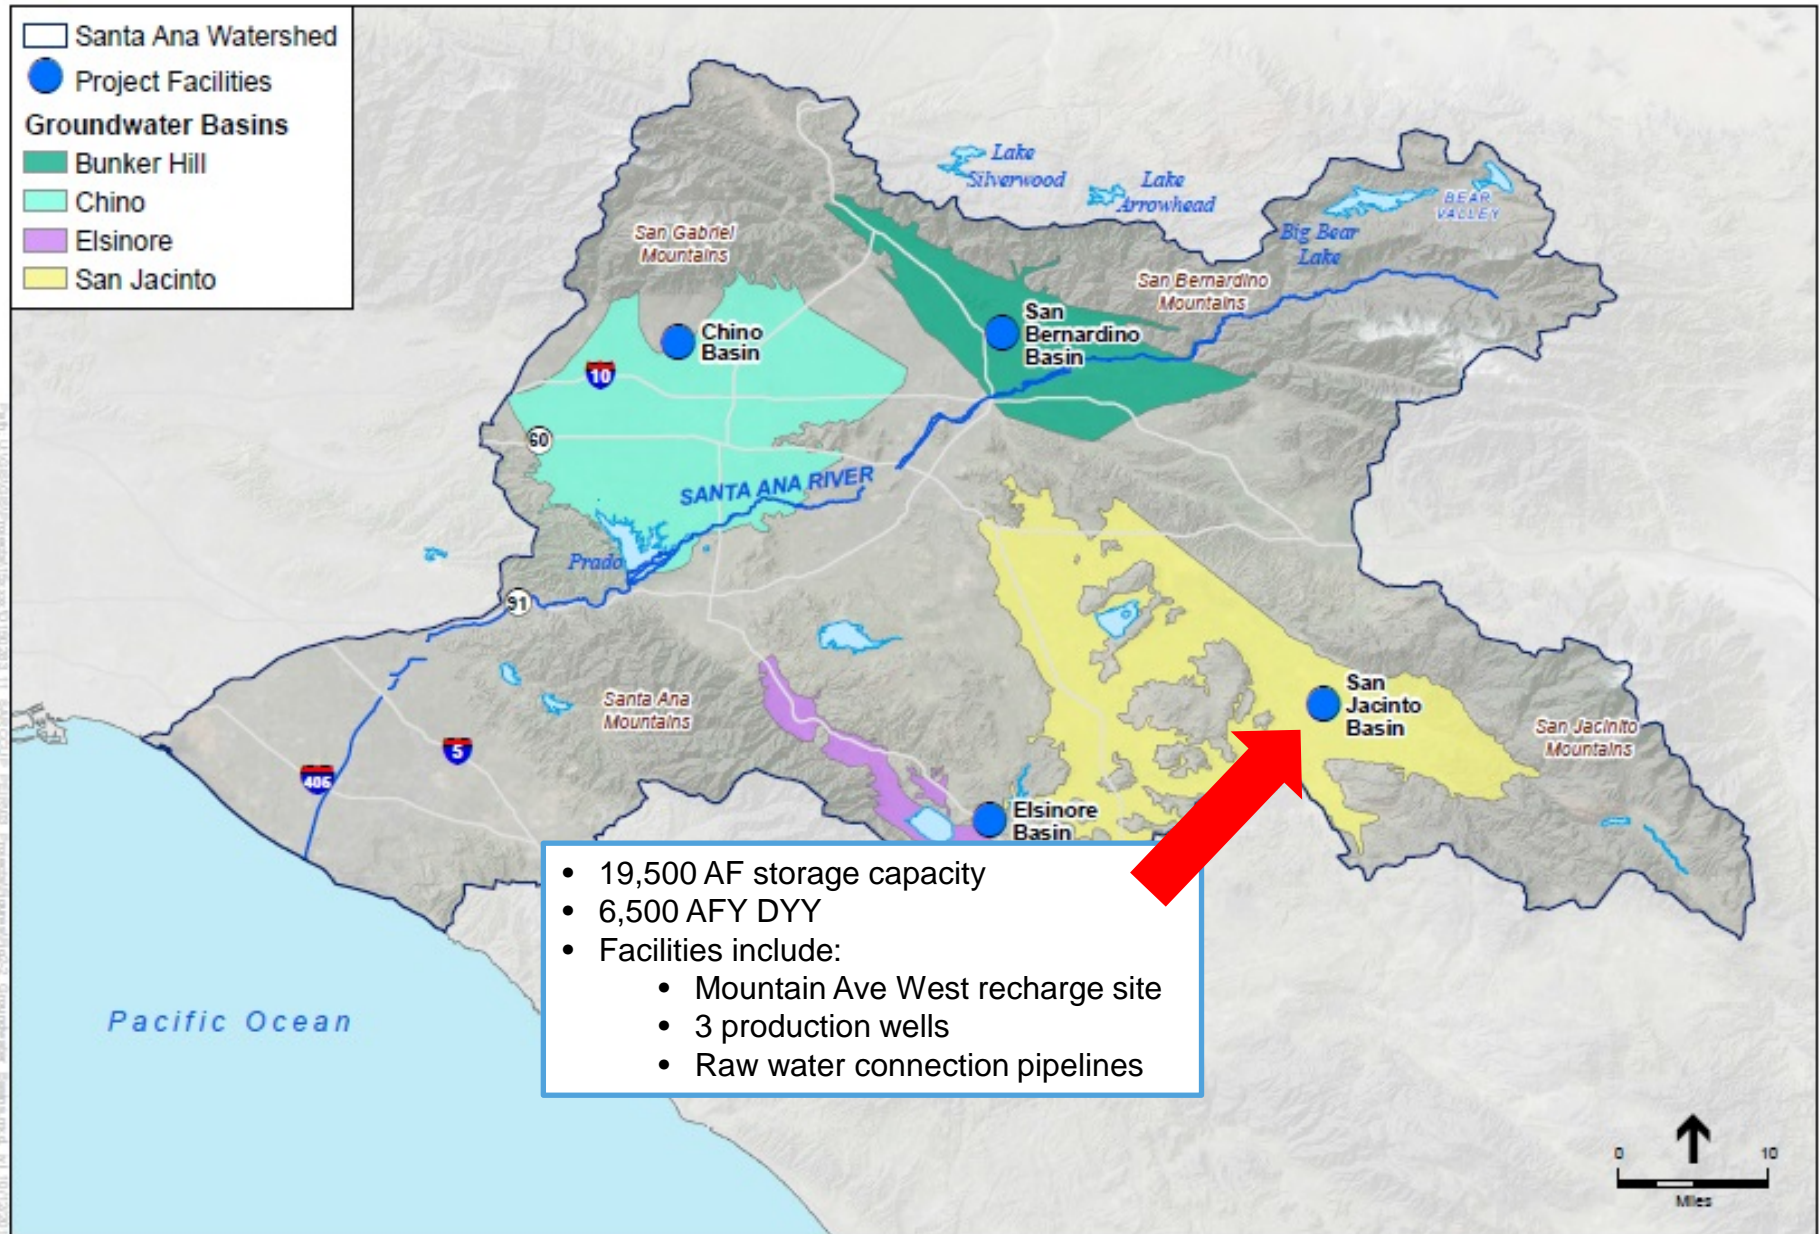 Santa Ana Watershed
Project Facilities
Groundwater Basins
Bunker Hill
Chino
Elsinore
San Jacinto
Lake
Silverwood
Lake
Arrowhead
BEAR
VALLEY
Big Bear
Lake
San Gabriel
Mountains
San Bernardino
Mountains
Chino
Basin
San
Bernardino
Basin
10
60
SANTA ANA RIVER
Prado
91
Santa Ana
Mountains
San
Jacinto
Basin
San Jacinito
Mountains
5
405
Elsinore
Basin
• 19,500 AF storage capacity
• 6,500 AFY DYY
• Facilities include:
• Mountain Ave West recharge site
• 3 production wells
• Raw water connection pipelines
Pacific Ocean
0 10
Miles